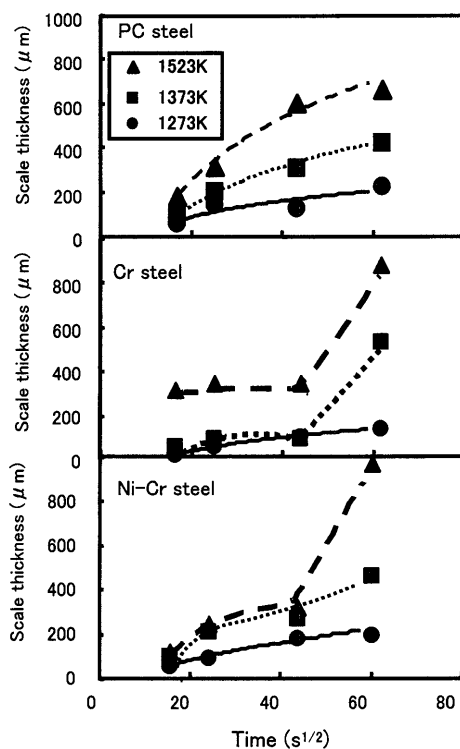 1000
PC steel
800
▲ 1523K
■ 1373K
● 1273K
600
400
200
0
Scale thickness (μm)
Cr steel
800
600
400
200
0
Scale thickness (μm)
Ni-Cr steel
800
600
400
200
0
Scale thickness (μm)
0 20 40 60 80
Time (s1/2)